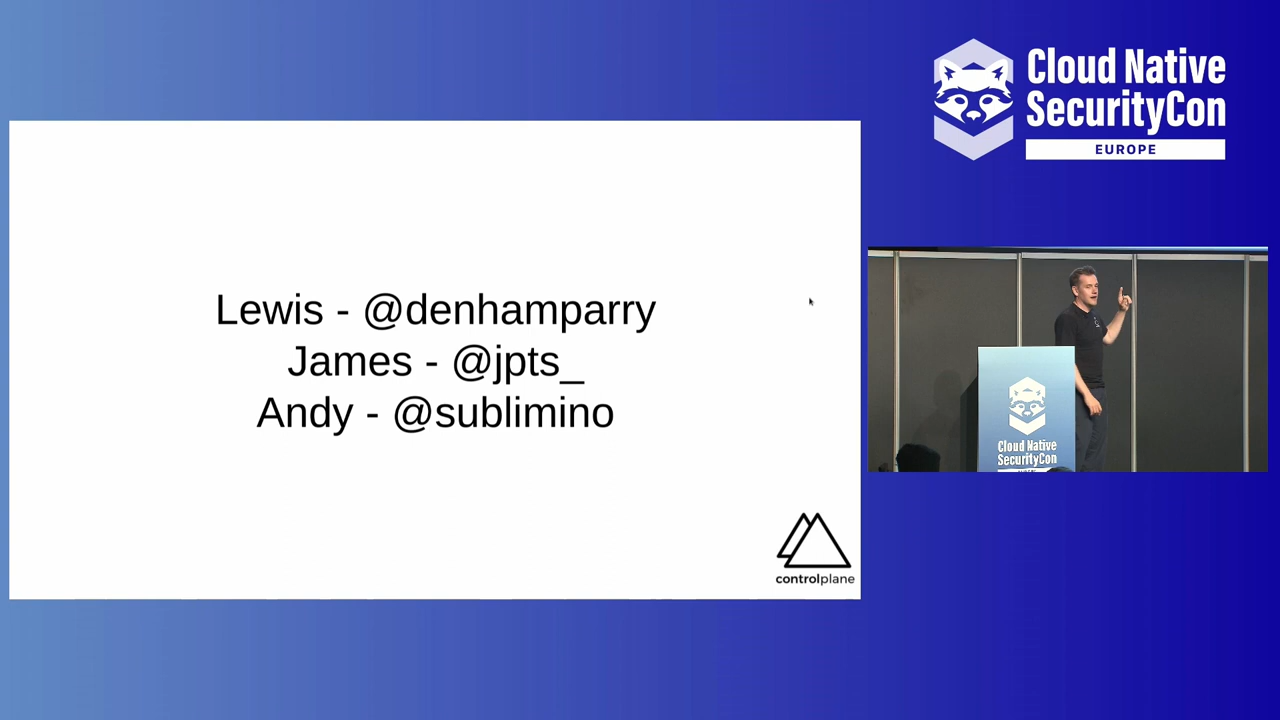 Cloud Native
SecurityCon
EUROPE
Lewis - @denhamparry
James - @jpts_
Andy - @sublimino
controlplane
Cloud Native
SecurityCon